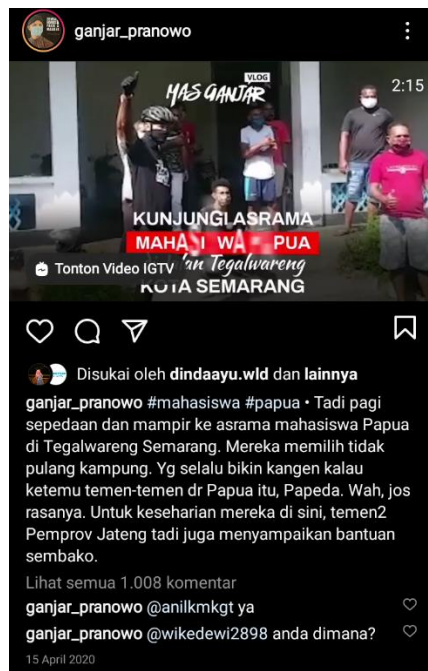 ganjar_pranowo
VLOG
MAS GANJAR
2:15
KUNJUNGI ASRAMA
Tegalwareng
Tonton Video IGTV
KOTA SEMARANG
Disukai oleh dindaayu.wld dan lainnya
ganjar_pranowo #mahasiswa #papua • Tadi pagi
sepedaan dan mampir ke asrama mahasiswa Papua
di Tegalwareng Semarang. Mereka memilih tidak
pulang kampung. Yg selalu bikin kangen kalau
ketemu temen-temen dr Papua itu, Papeda. Wah, jos
rasanya. Untuk keseharian mereka di sini, temen2
Pemprov Jateng tadi juga menyampaikan bantuan
sembako.
Lihat semua 1.008 komentar
ganjar_pranowo @anilkmkgt ya
ganjar_pranowo @wikedewi2898 anda dimana?
15 April 2020